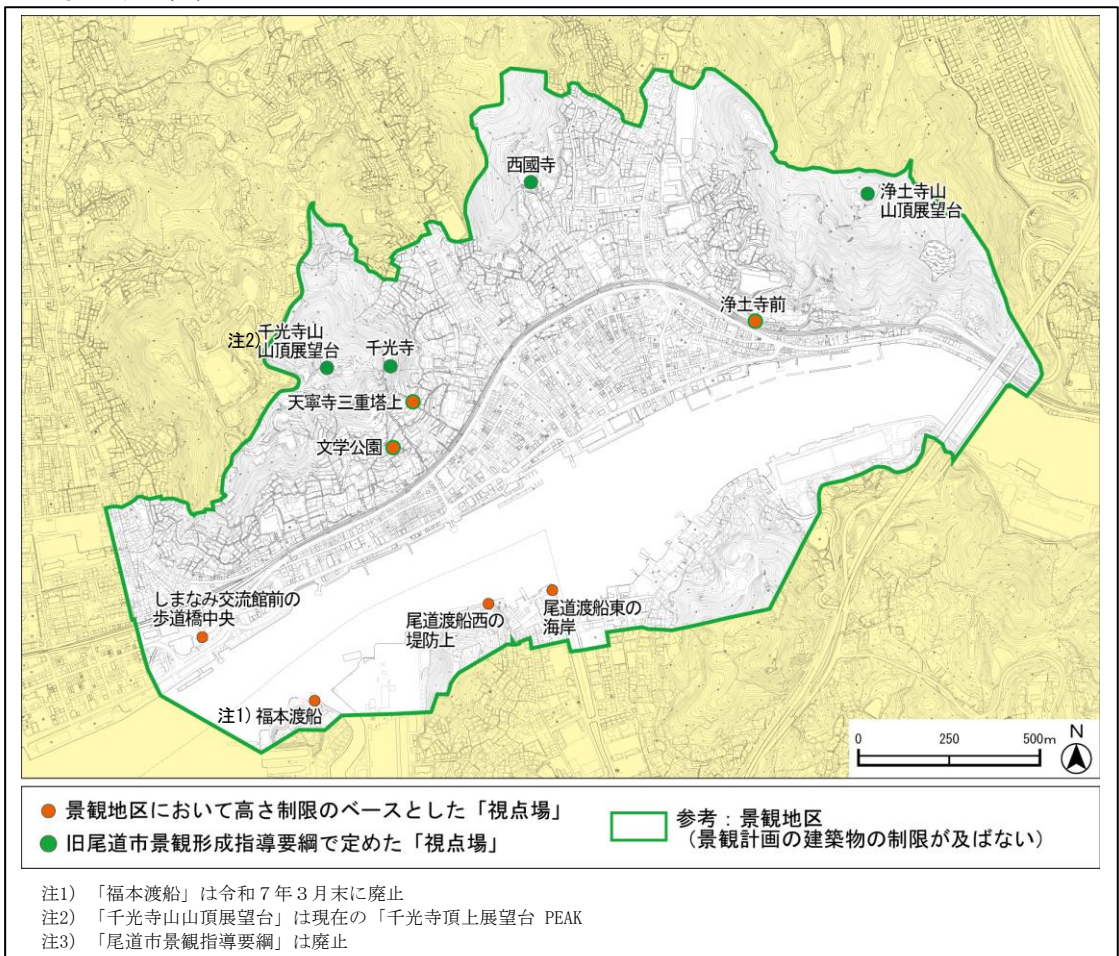 西國寺
浄土寺山
山頂展望台
浄土寺前
注2)
千光寺山
山頂展望台
千光寺
天寧寺三重塔上
文学公園
しまなみ交流館前の
歩道橋中央
尾道渡船西の
堤防上
尾道渡船東の
海岸
注1) 福本渡船
0 250 500m
N
景観地区において高さ制限のベースとした「視点場」
旧尾道市景観形成指導要綱で定めた「視点場」
参考：景観地区
(景観計画の建築物の制限が及ばない)
注1) 「福本渡船」は令和７年３月末に廃止
注2) 「千光寺山山頂展望台」は現在の「千光寺頂上展望台 PEAK
注3) 「尾道市景観指導要綱」は廃止